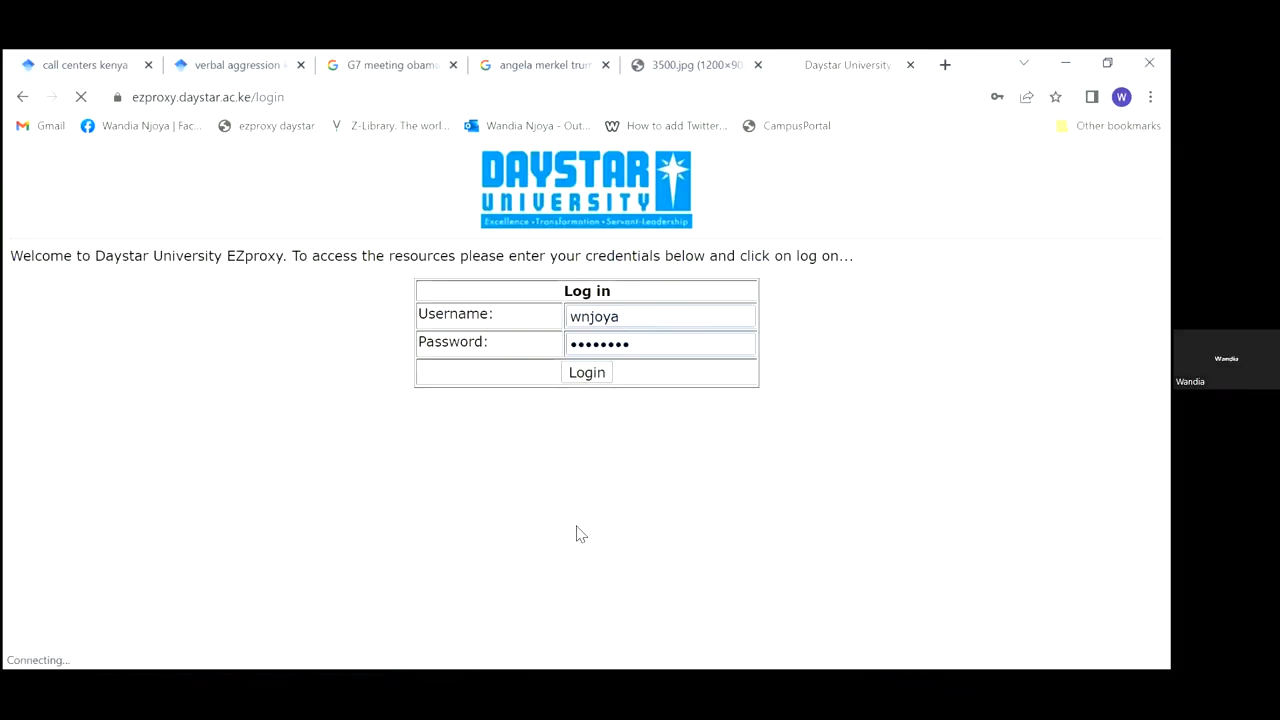 call centers kenya
verbal aggression
G7 meeting obama
angela merkel trum
3500.jpg (1200×90
Daystar University
ezproxy.daystar.ac.ke/login
W
Gmail
Wandia Njoya | Fac...
ezproxy daystar
Z-Library. The worl...
Wandia Njoya - Out...
How to add Twitter...
CampusPortal
Other bookmarks
DAYSTAR
UNIVERSITY
Excellence •Transformation •Servant-Leadership
Welcome to Daystar University EZproxy. To access the resources please enter your credentials below and click on log on...
Log in
Username: wnjoya
Password: ••••••••
Login
Wandia
Wandia
Connecting...